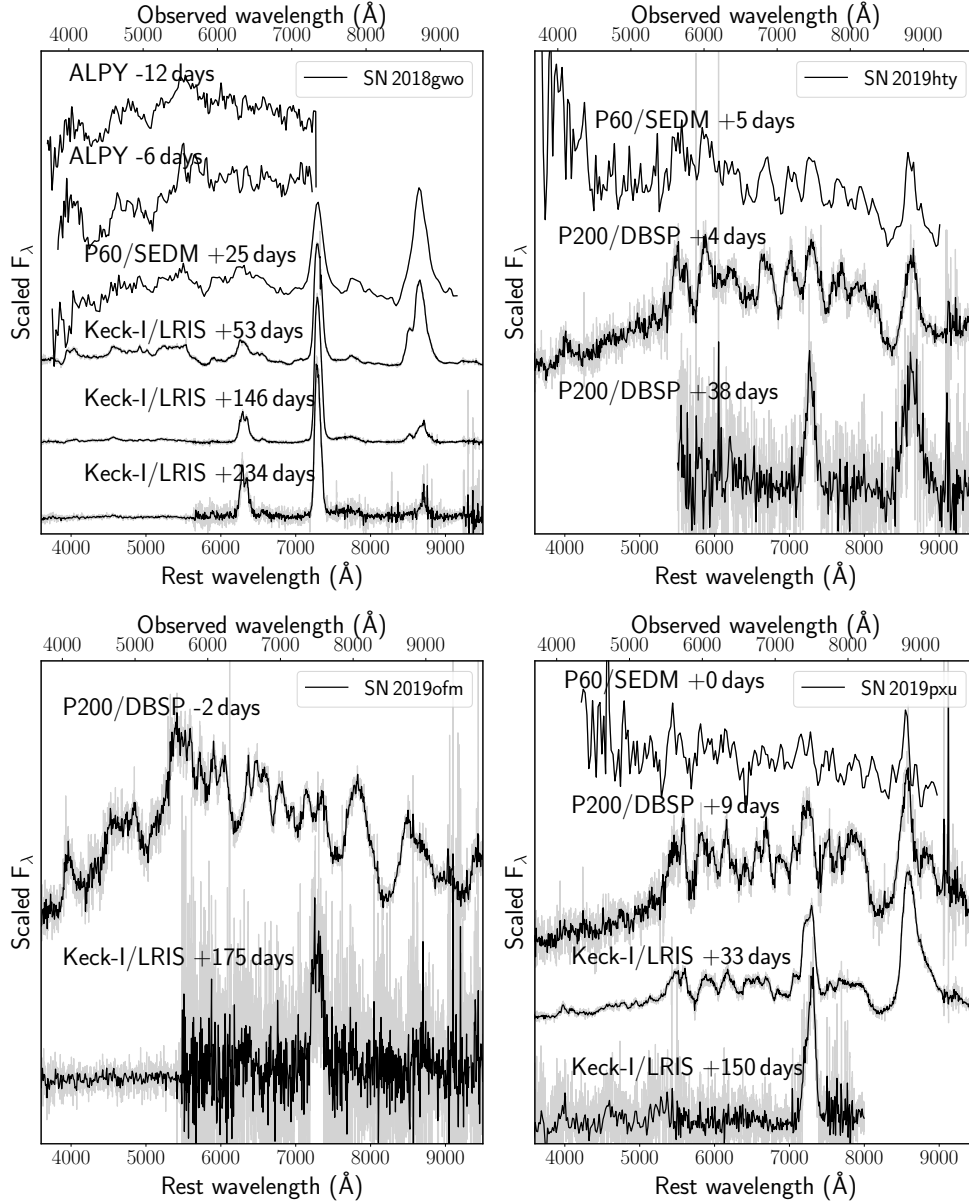 Observed wavelength (Å)
4000 5000 6000 7000 8000 9000
ALPY -12 days
SN 2018gwo
ALPY -6 days
P60/SEDM +25 days
Keck-I/LRIS +53 days
Keck-I/LRIS +146 days
Keck-I/LRIS +234 days
Scaled F_λ
4000 5000 6000 7000 8000 9000
Rest wavelength (Å)
Observed wavelength (Å)
4000 5000 6000 7000 8000 9000
SN 2019hty
P60/SEDM +5 days
P200/DBSP +4 days
P200/DBSP +38 days
Scaled F_λ
4000 5000 6000 7000 8000 9000
Rest wavelength (Å)
Observed wavelength (Å)
4000 5000 6000 7000 8000 9000
P200/DBSP -2 days
SN 2019ofm
Keck-I/LRIS +175 days
Scaled F_λ
4000 5000 6000 7000 8000 9000
Rest wavelength (Å)
Observed wavelength (Å)
4000 5000 6000 7000 8000 9000
P60/SEDM +0 days
SN 2019pxu
P200/DBSP +9 days
Keck-I/LRIS +33 days
Keck-I/LRIS +150 days
Scaled F_λ
4000 5000 6000 7000 8000 9000
Rest wavelength (Å)